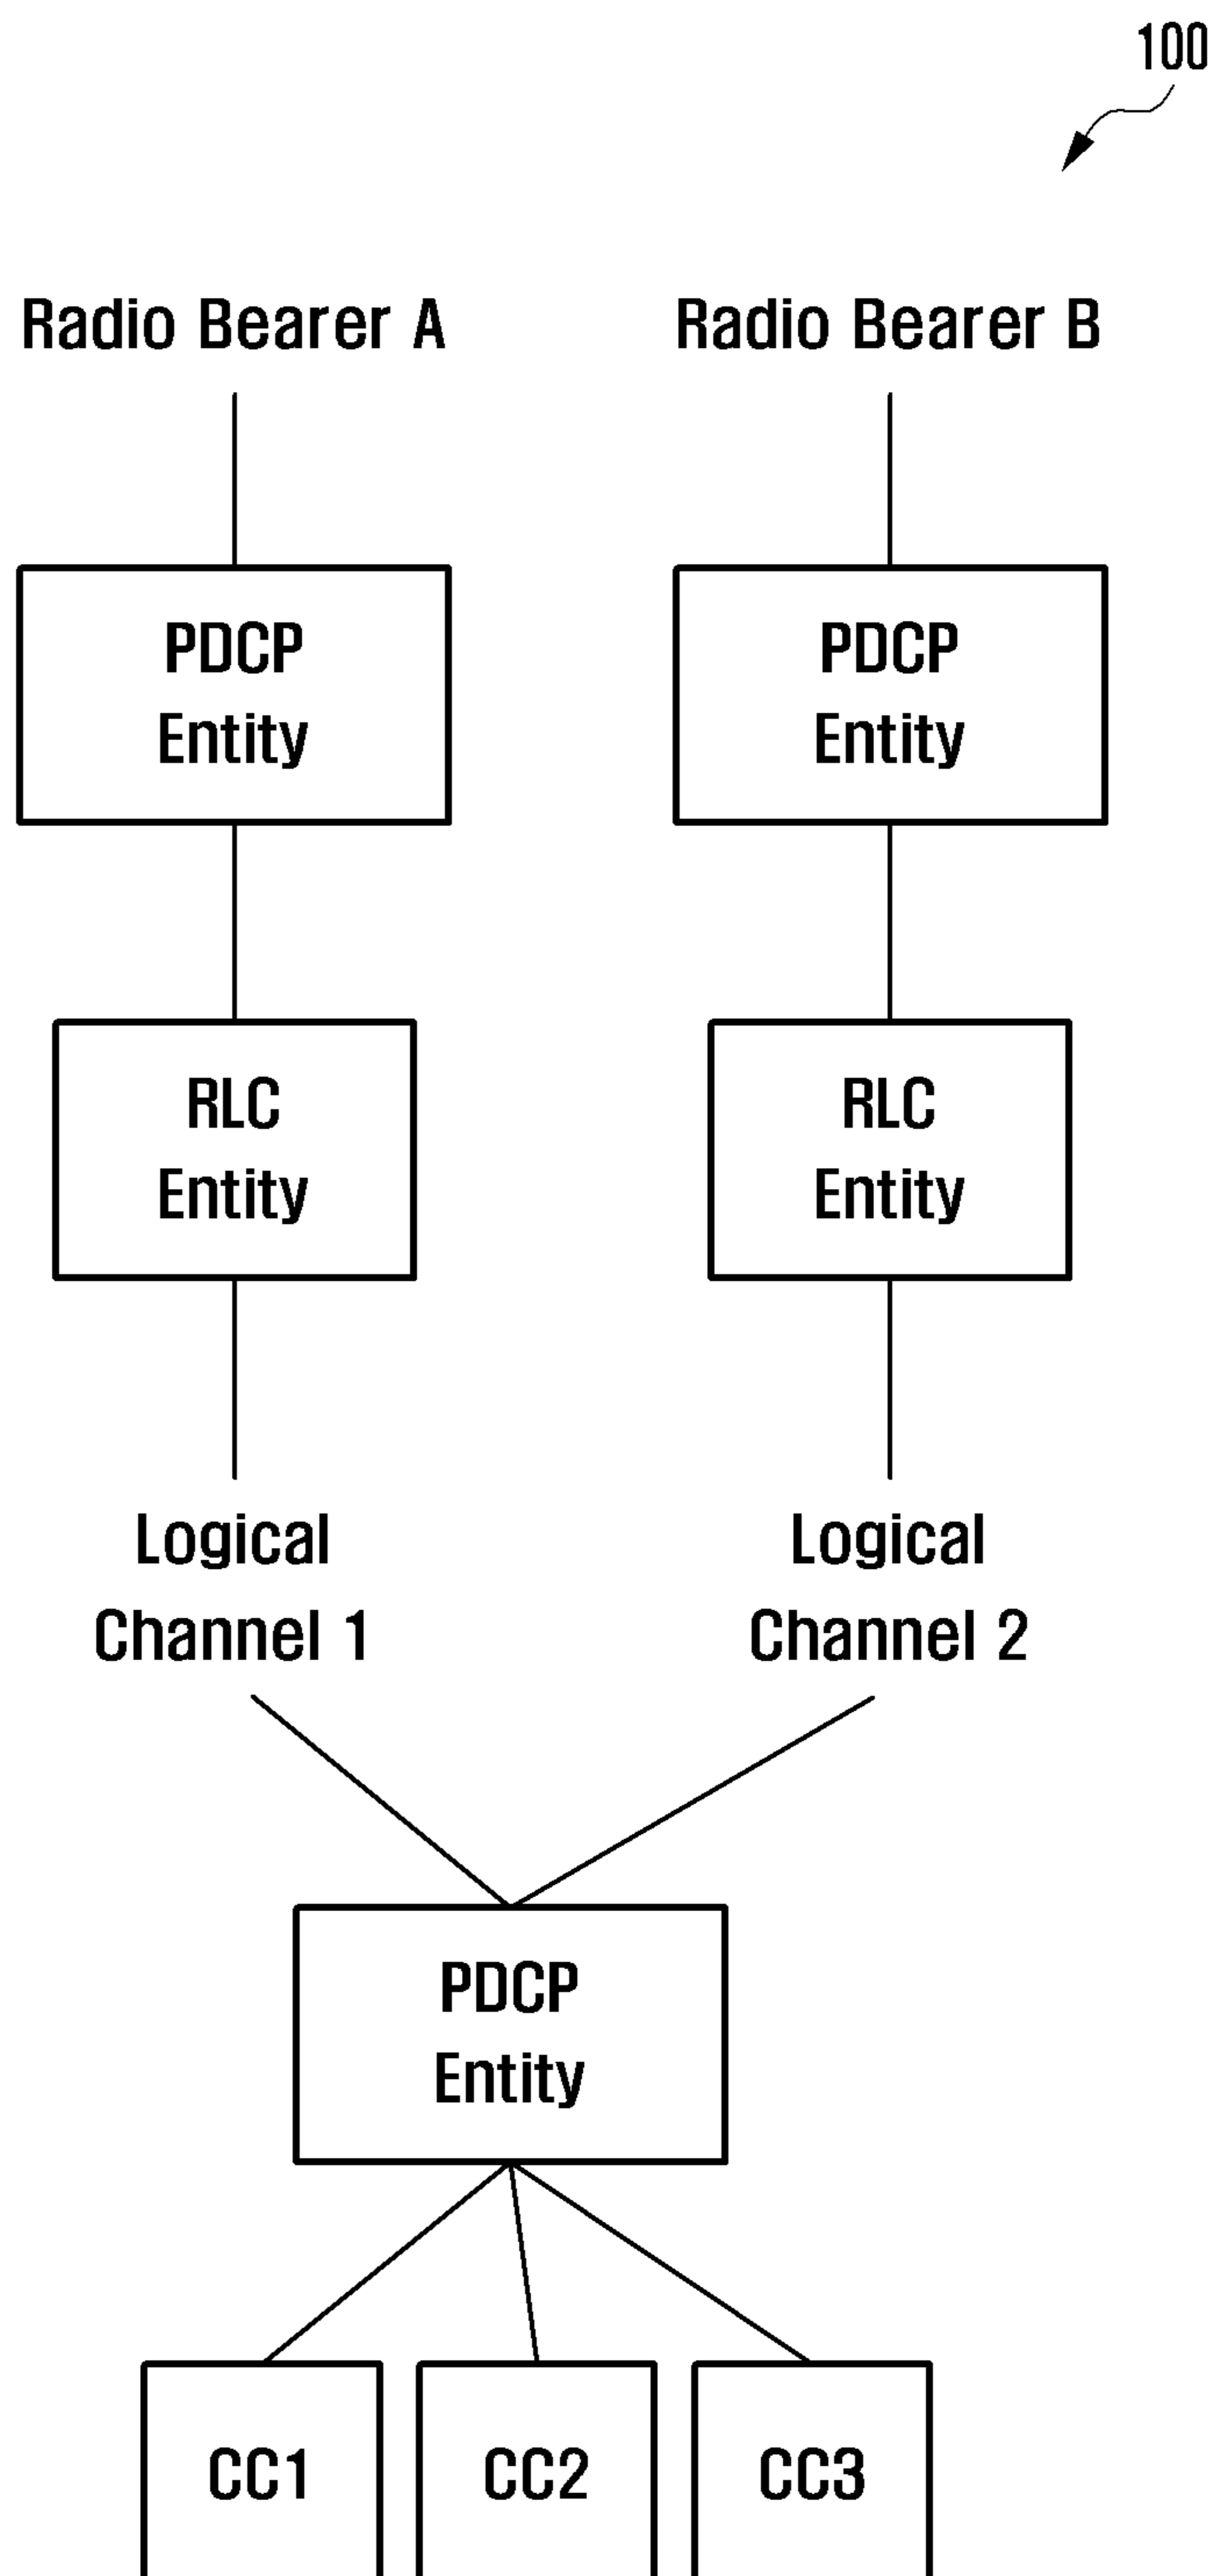 100
Radio Bearer A Radio Bearer B
PDCP
Entity
PDCP
Entity
RLC
Entity
RLC
Entity
Logical
Channel 1
Logical
Channel 2
PDCP
Entity
CC1 CC2 CC3